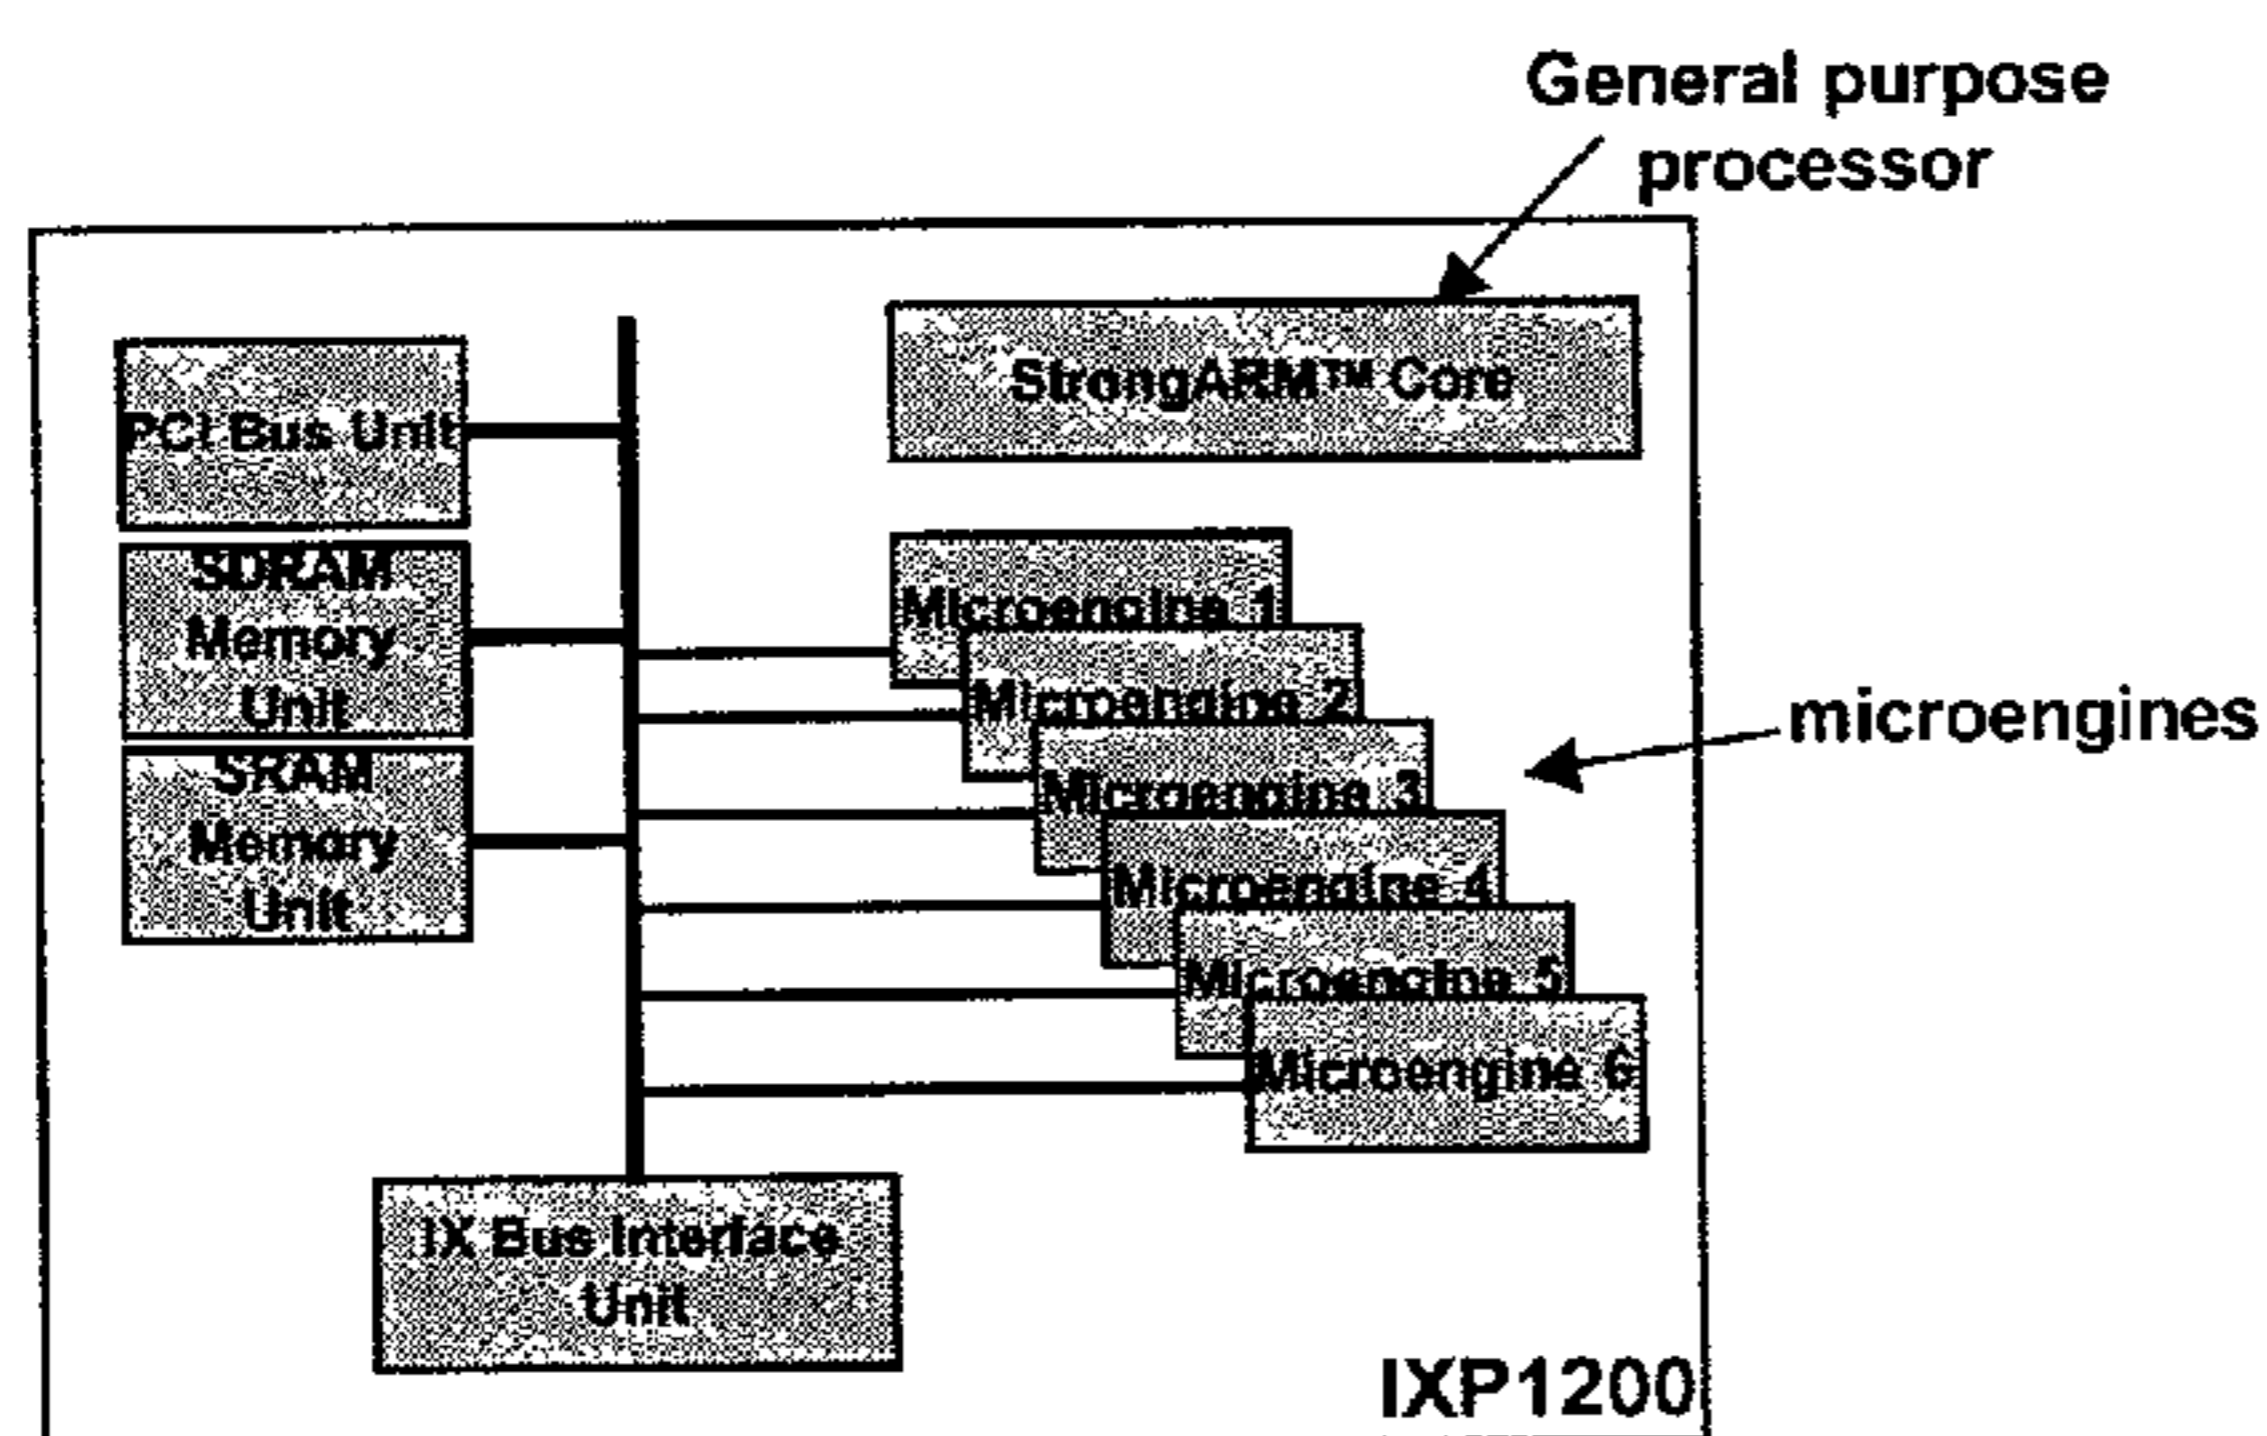 General purpose
processor
StrongARM™ Core
PCI Bus Unit
SDRAM
Memory
Unit
SRAM
Memory
Unit
Microengine 1
Microengine 2
Microengine 3
Microengine 4
Microengine 5
Microengine 6
microengines
IX Bus Interface
Unit
IXP1200